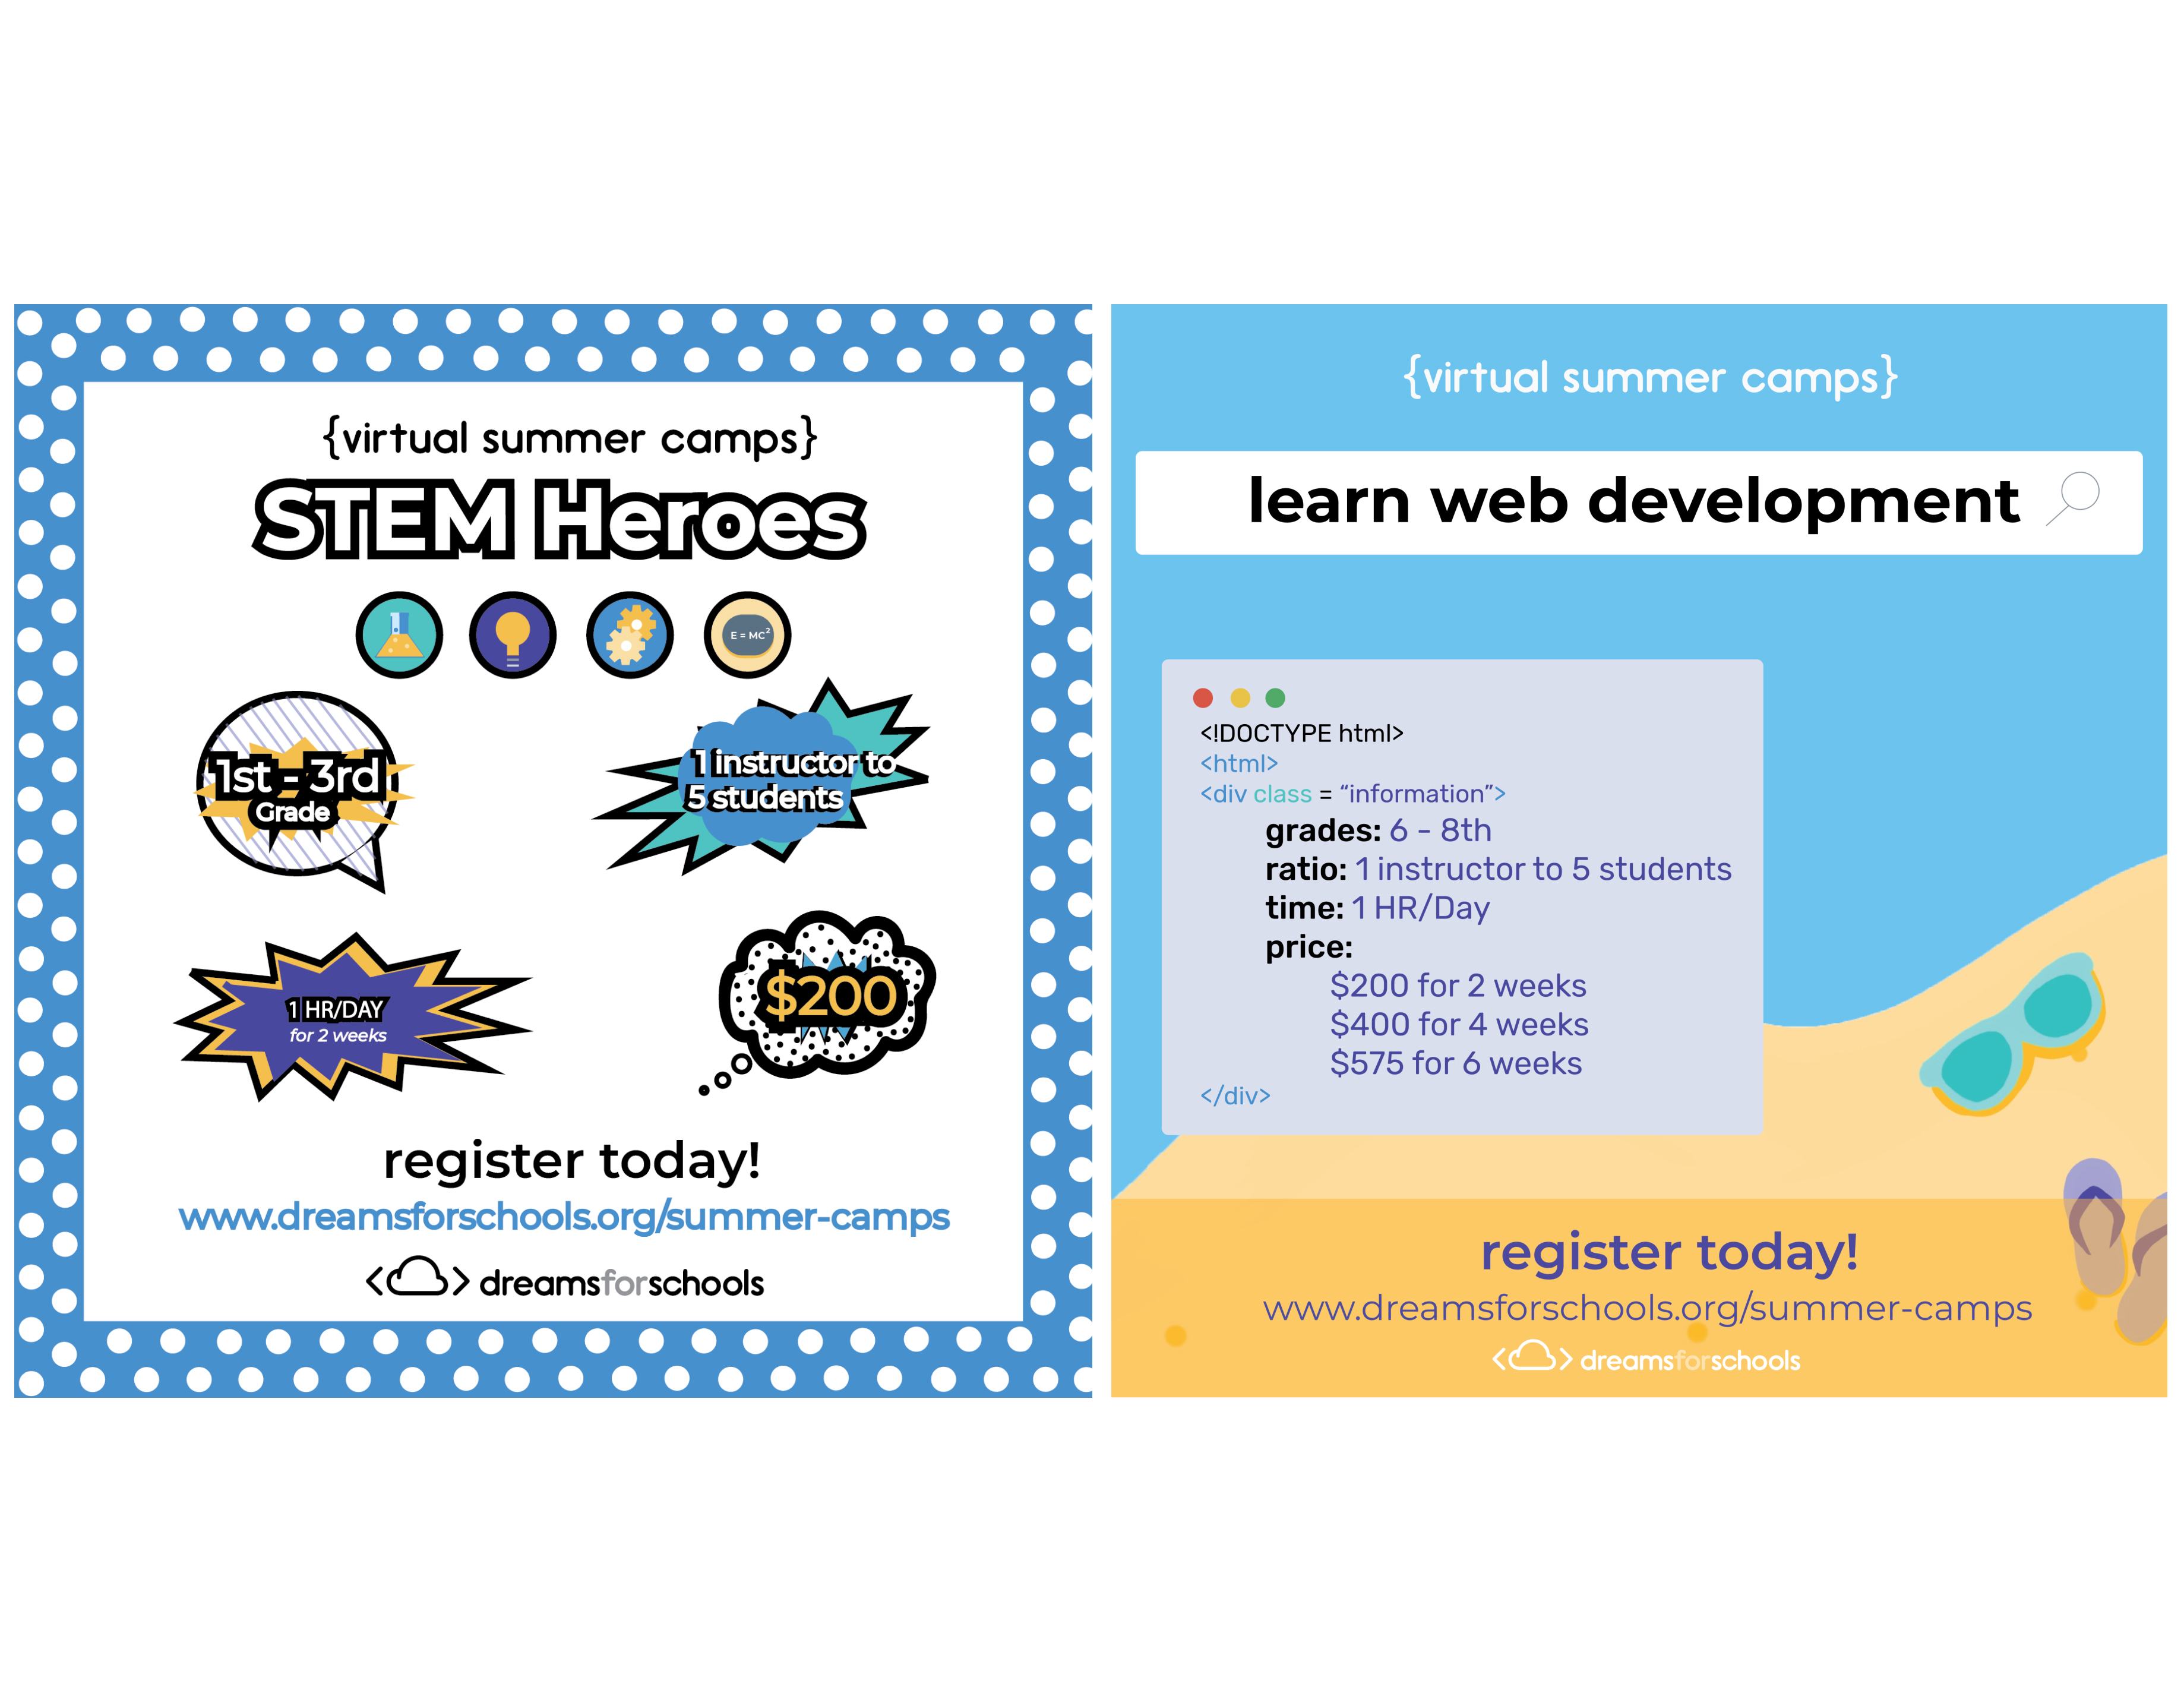 {virtual summer camps}
STEM Heroes
E = MC²
1st - 3rd
Grade
1 instructor to
5 students
1 HR/DAY
for 2 weeks
$200
register today!
www.dreamsforschools.org/summer-camps
<> dreamsforschools
{virtual summer camps}
learn web development
<!DOCTYPE html>
<html>
<div class = “information”>
grades: 6 - 8th
ratio: 1 instructor to 5 students
time: 1 HR/Day
price:
$200 for 2 weeks
$400 for 4 weeks
$575 for 6 weeks
</div>
register today!
www.dreamsforschools.org/summer-camps
<> dreamsforschools